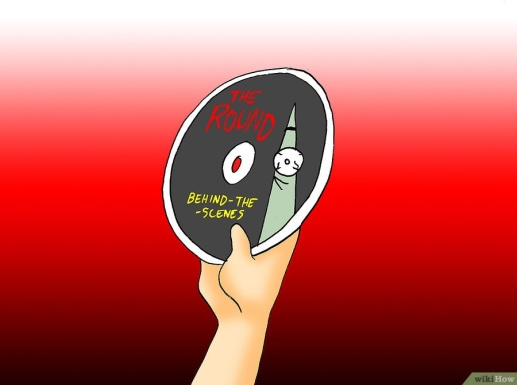 THE
ROUND
BEHIND-THE
-SCENES
wikiHow